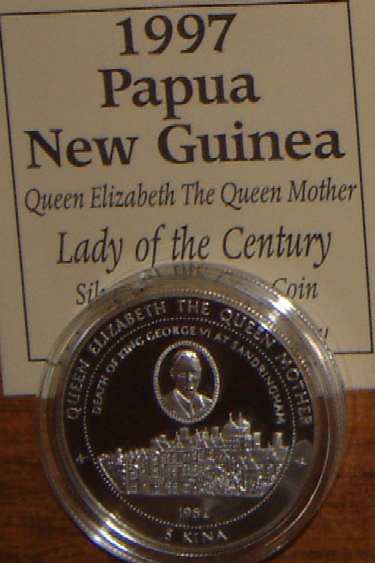 1997
Papua
New Guinea
Queen Elizabeth The Queen Mother
Lady of the Century
Coin
QUEEN ELIZABETH THE QUEEN MOTHER
DEATH OF KING GEORGE VI AT SANDRINGHAM
1952
5 KINA